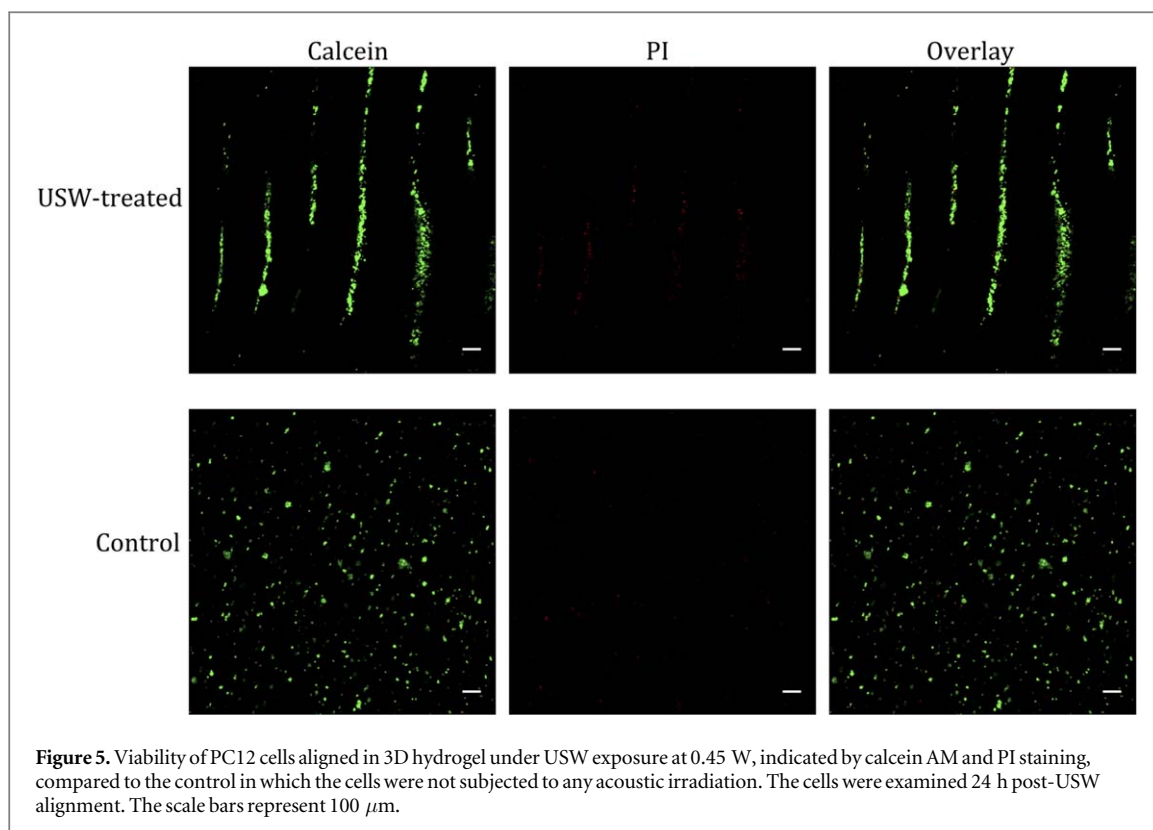 Calcein PI Overlay
USW-treated
Control
Figure 5. Viability of PC12 cells aligned in 3D hydrogel under USW exposure at 0.45 W, indicated by calcein AM and PI staining,
compared to the control in which the cells were not subjected to any acoustic irradiation. The cells were examined 24 h post-USW
alignment. The scale bars represent 100 μm.